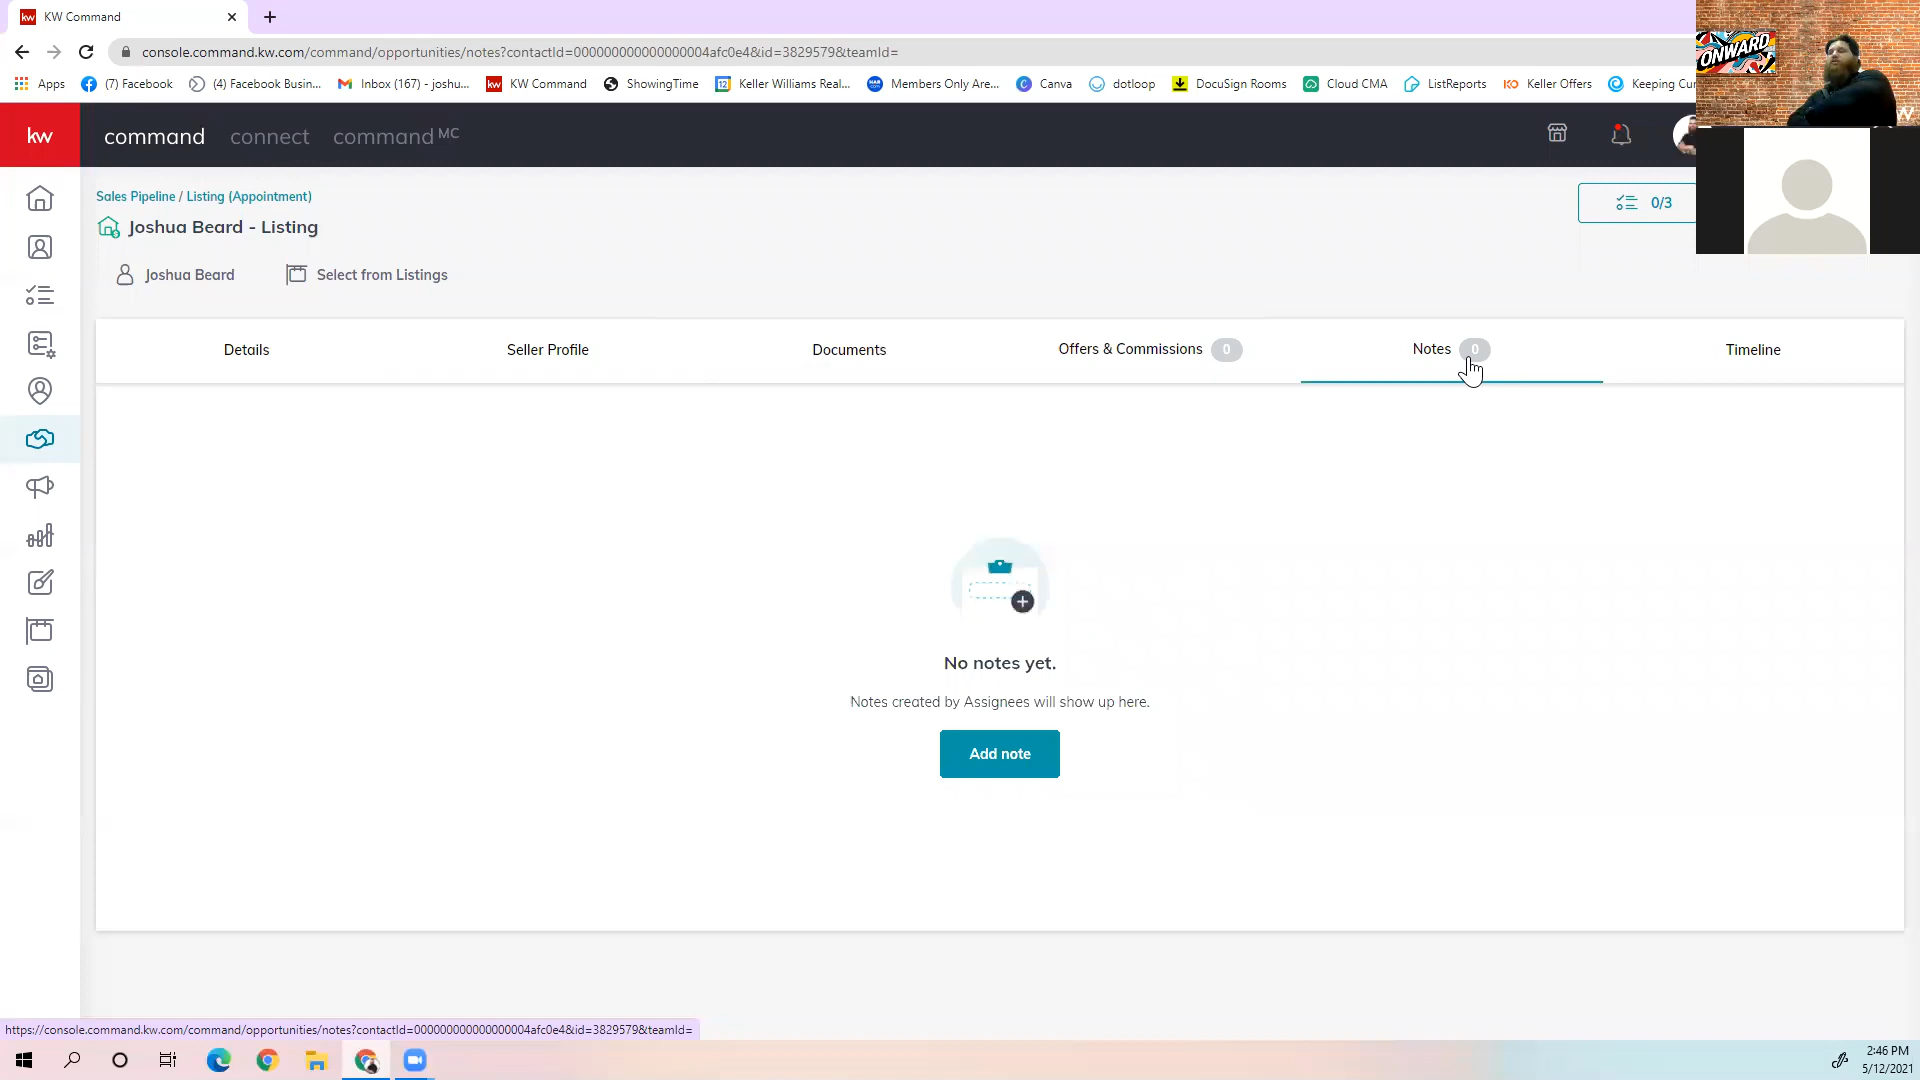 kw KW Command
console.command.kw.com/command/opportunities/notes?contactId=000000000000000004afc0e4&id=3829579&teamId=
Apps (7) Facebook (4) Facebook Busin... Inbox (167) - joshu... KW Command ShowingTime Keller Williams Real... Members Only Are... Canva dotloop DocuSign Rooms Cloud CMA ListReports Keller Offers Keeping Cu
ONWARD
kw command connect command MC
Sales Pipeline / Listing (Appointment)
0/3
Joshua Beard - Listing
Joshua Beard Select from Listings
Details Seller Profile Documents Offers & Commissions 0 Notes 0 Timeline
No notes yet.
Notes created by Assignees will show up here.
Add note
https://console.command.kw.com/command/opportunities/notes?contactId=000000000000000004afc0e4&id=3829579&teamId=
2:46 PM
5/12/2021